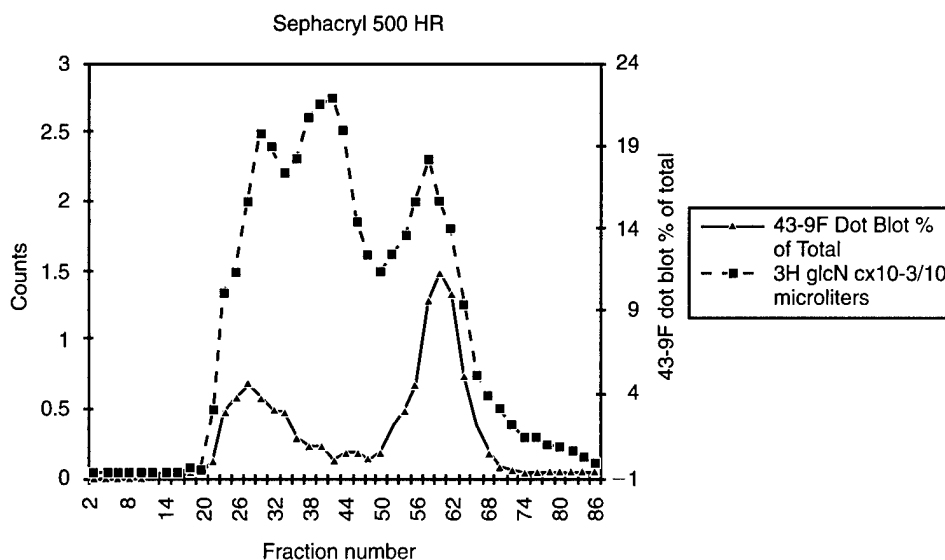 Sephacryl 500 HR
3
2.5
2
1.5
1
0.5
0
Counts
24
19
14
9
4
−1
43-9F dot blot % of total
2 8 14 20 26 32 38 44 50 56 62 68 74 80 86
Fraction number
43-9F Dot Blot %
of Total
3H glcN cx10-3/10
microliters